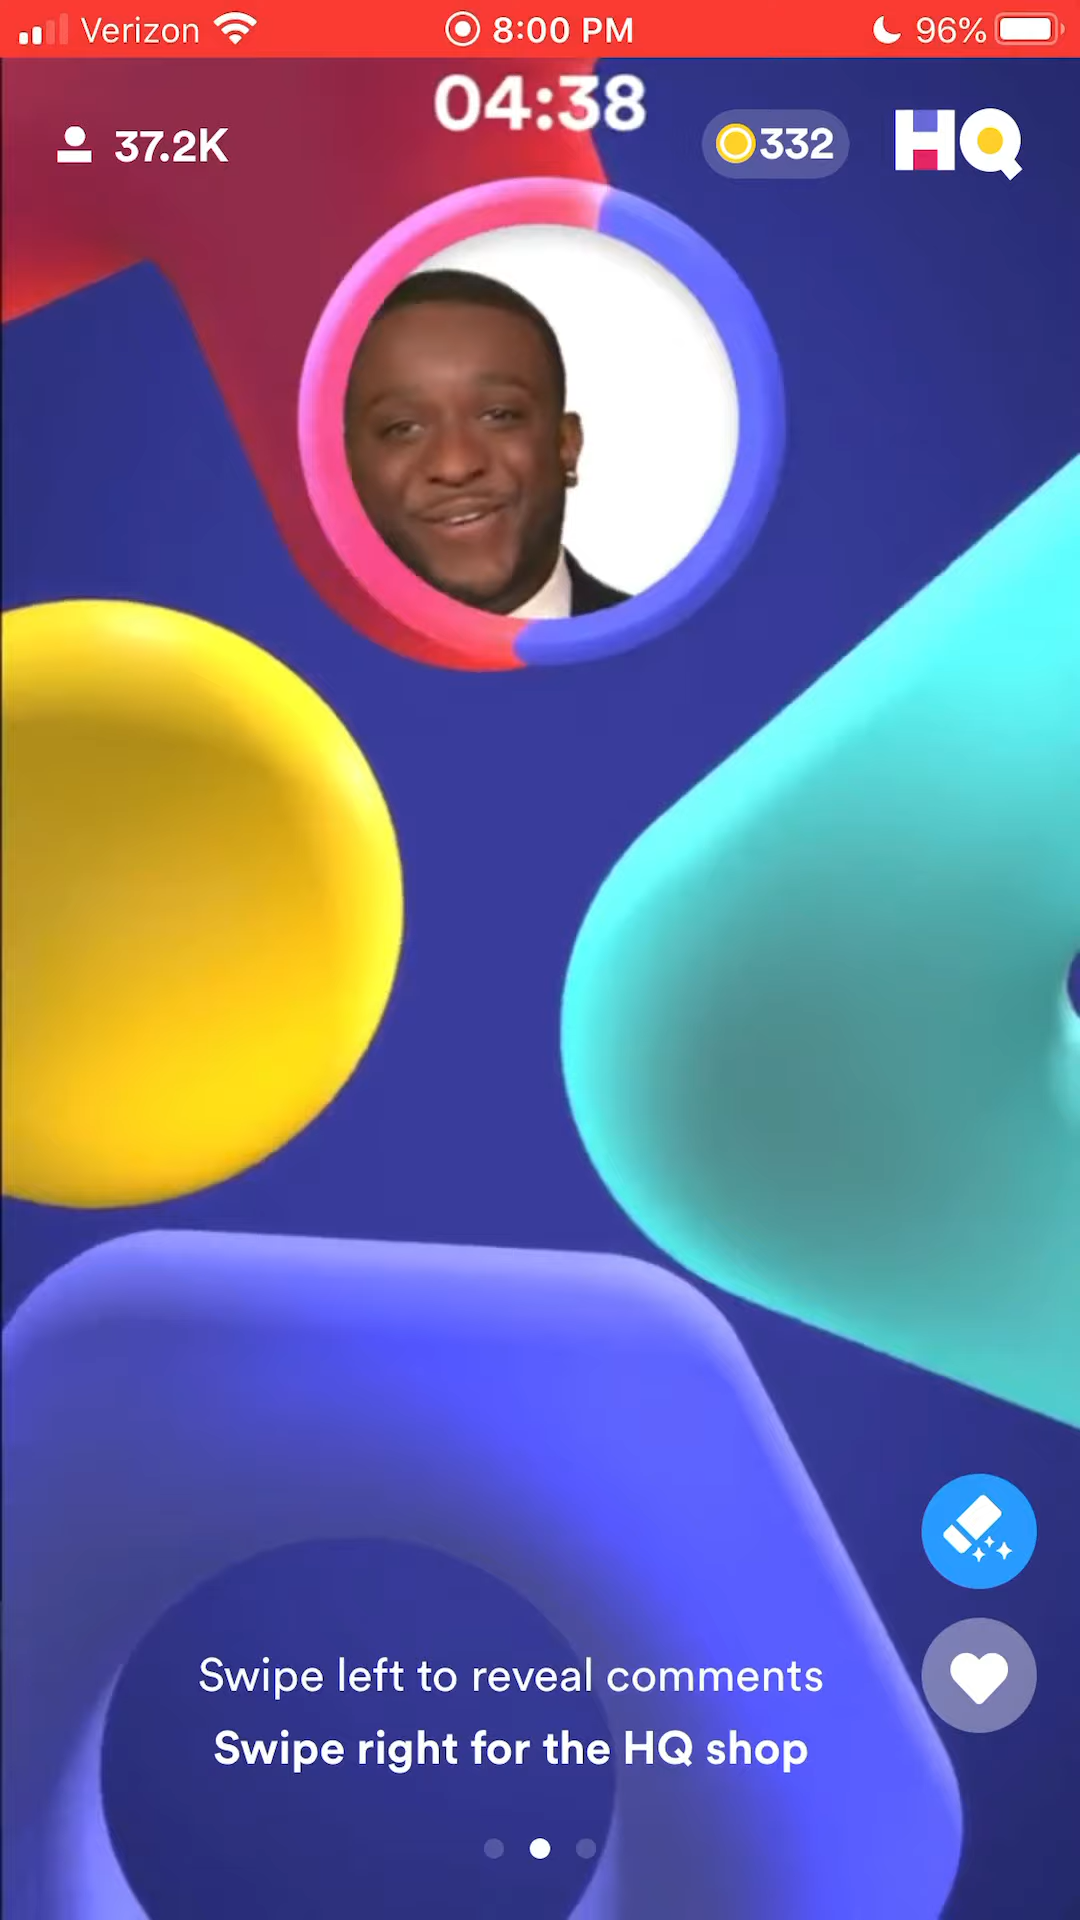 Verizon 8:00 PM 96%
04:38
37.2K 332 HQ
Swipe left to reveal comments
Swipe right for the HQ shop